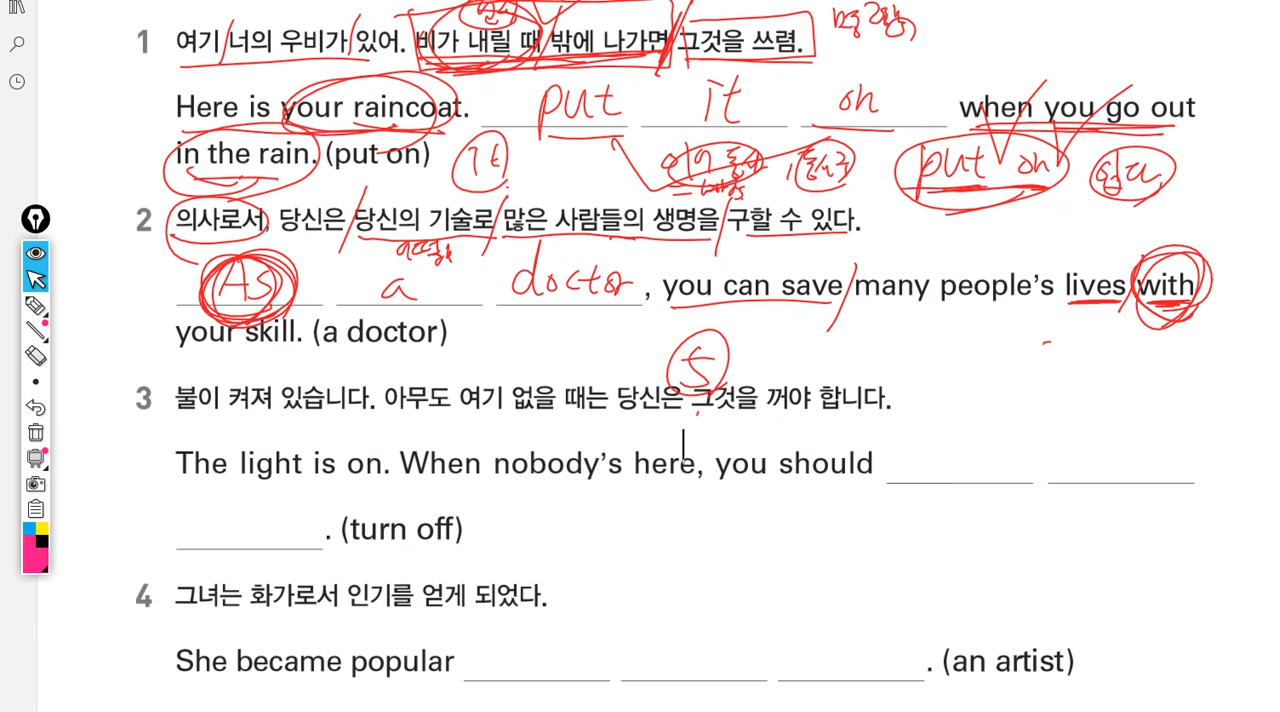 1 여기 너의 우비가 있어. 비가 내릴 때 밖에 나가면 그것을 쓰렴.
Here is your raincoat. put it on when you go out
in the rain. (put on) put on 입다
2 의사로서, 당신은 당신의 기술로 많은 사람들의 생명을 구할 수 있다.
As a doctor, you can save many people's lives with
your skill. (a doctor)
5
3 불이 켜져 있습니다. 아무도 여기 없을 때는 당신은 그것을 꺼야 합니다.
The light is on. When nobody's here, you should
. (turn off)
4 그녀는 화가로서 인기를 얻게 되었다.
She became popular . (an artist)